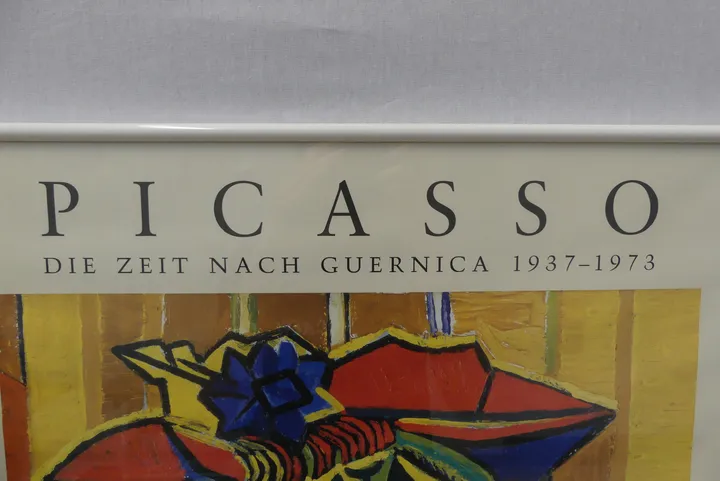 PICASSO
DIE ZEIT NACH GUERNICA 1937–1973